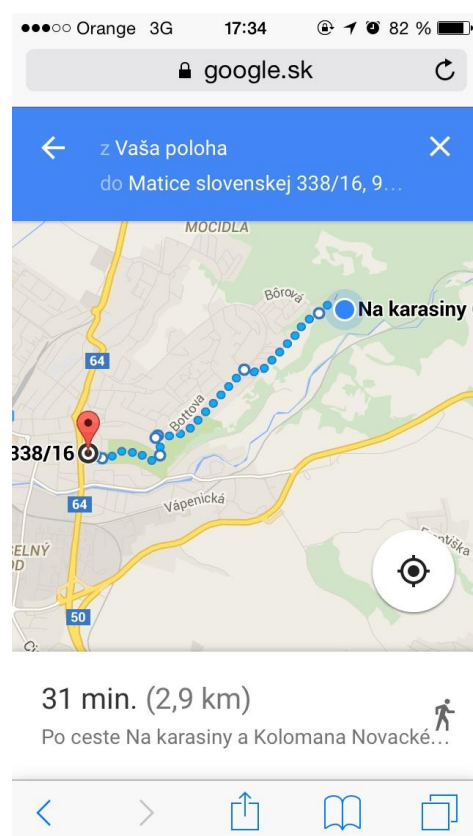 Orange 3G 17:34 82 %
google.sk
z Vaša poloha
do Matice slovenskej 338/16, 9…
MOCIDLÁ
Bôrová
Na karasiny
64
Bottova
338/16
64
Vápenická
50
31 min. (2,9 km)
Po ceste Na karasiny a Kolomana Novacké…